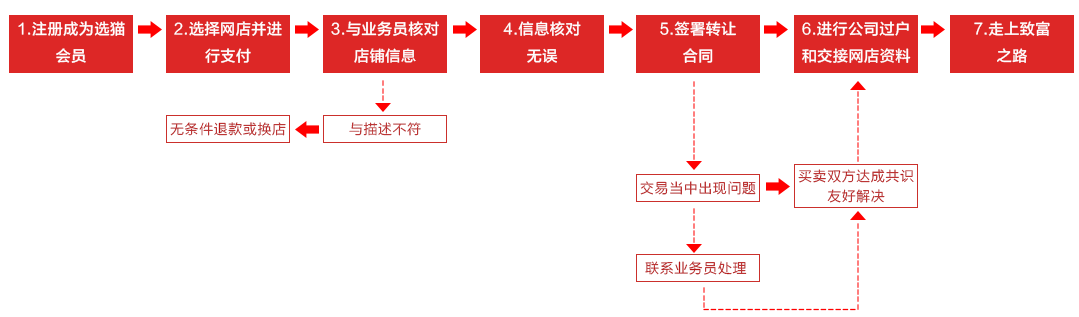 1.注册成为选猫
会员
2.选择网店并进
行支付
3.与业务员核对
店铺信息
4.信息核对
无误
5.签署转让
合同
6.进行公司过户
和交接网店资料
7.走上致富
之路
无条件退款或换店
与描述不符
交易当中出现问题
买卖双方达成共识
友好解决
联系业务员处理